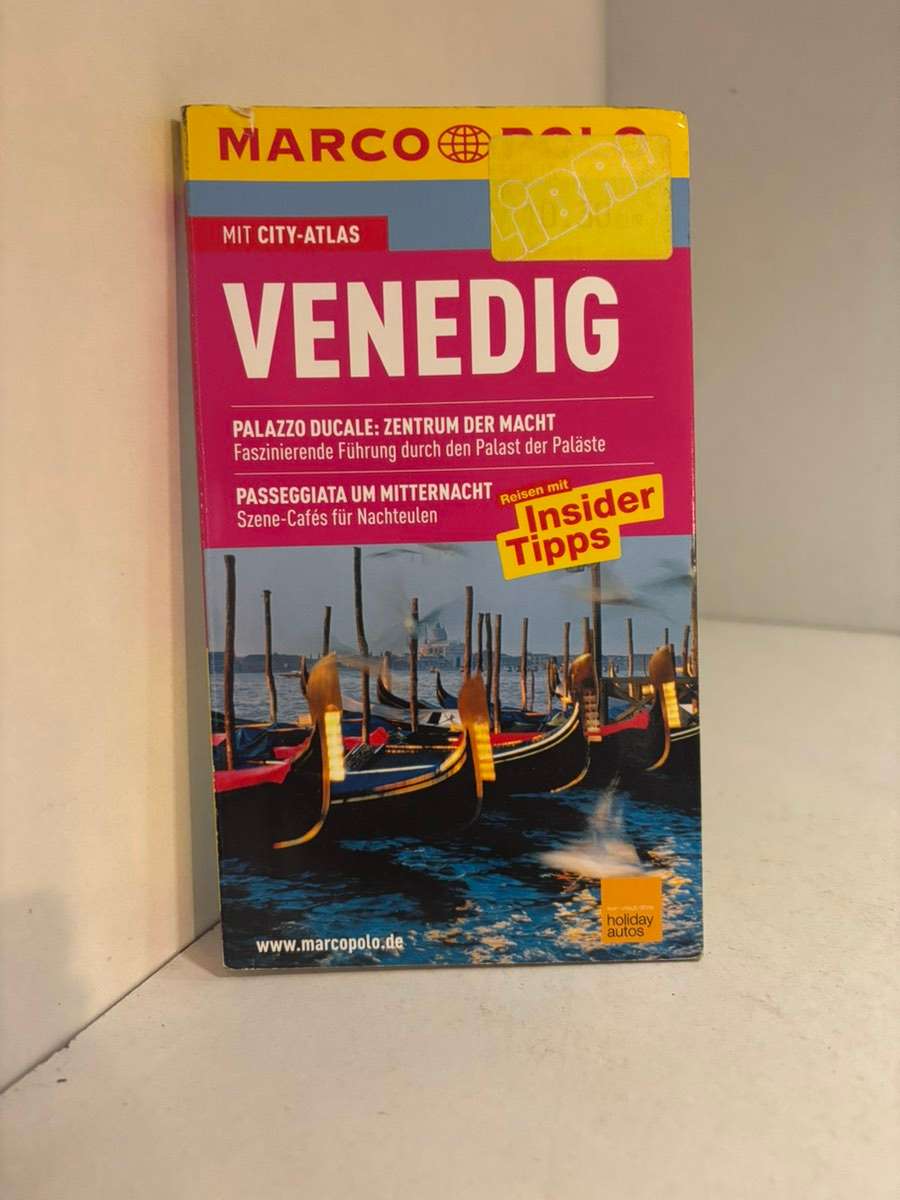 MARCO POLO
LiBRi
MIT CITY-ATLAS
VENEDIG
PALAZZO DUCALE: ZENTRUM DER MACHT
Faszinierende Führung durch den Palast der Paläste
PASSEGGIATA UM MITTERNACHT
Szene-Cafés für Nachteulen
Reisen mit
Insider
Tipps
holiday
autos
www.marcopolo.de